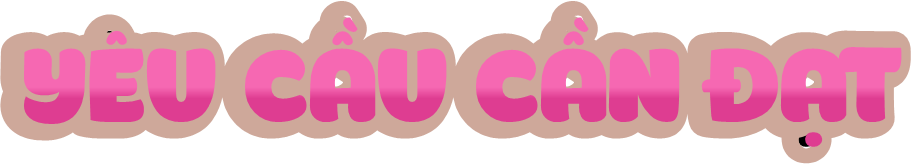 YÊU CẦU CẦN ĐẠT